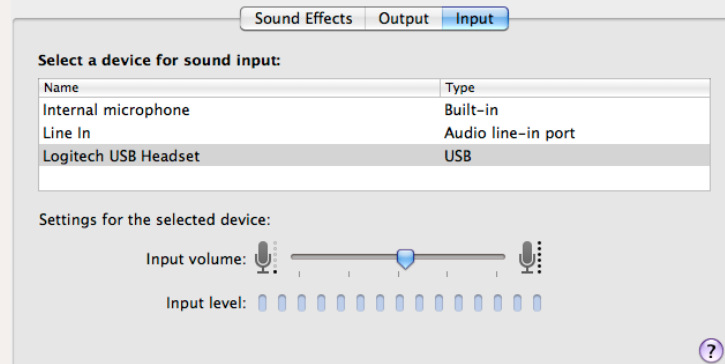 Sound Effects Output Input
Select a device for sound input:
Name Type
Internal microphone Built-in
Line In Audio line-in port
Logitech USB Headset USB
Settings for the selected device:
Input volume:
Input level:
?